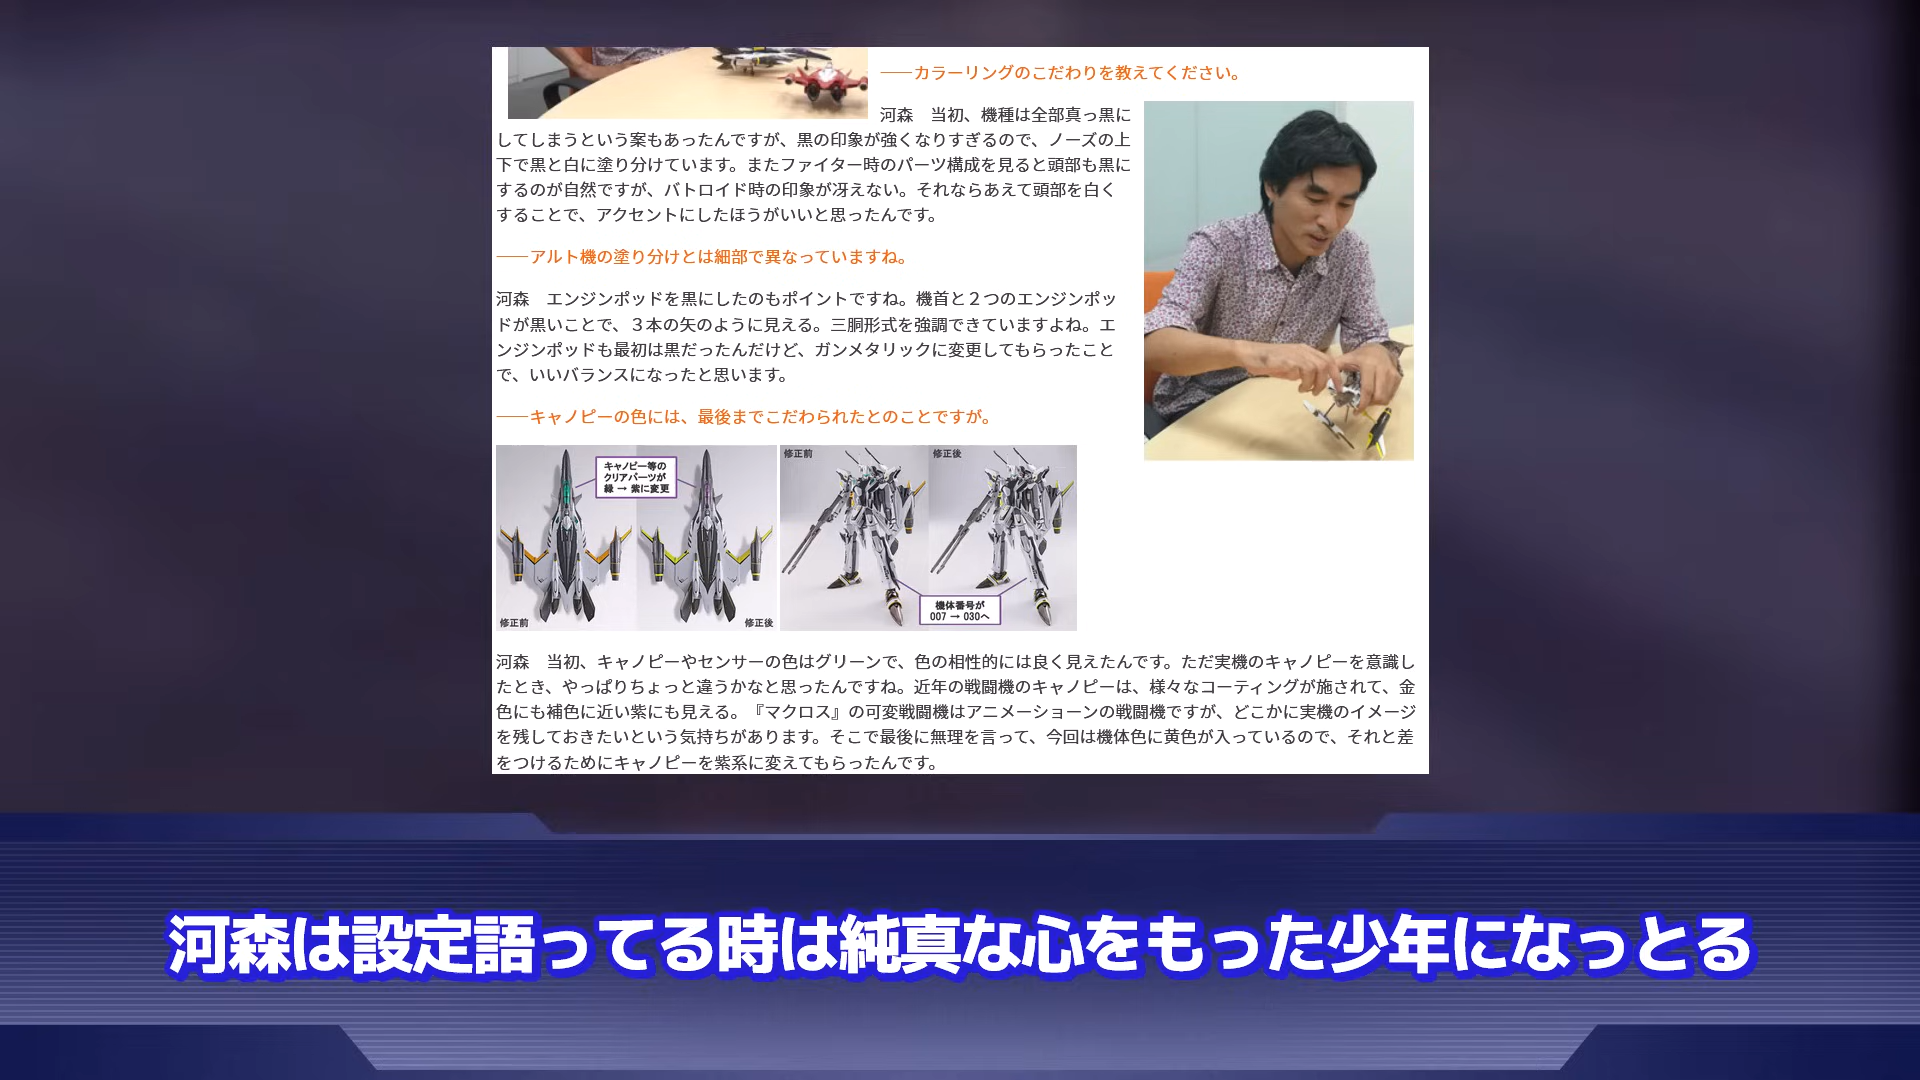 ──カラーリングのこだわりを教えてください。
河森　当初、機種は全部真っ黒に
してしまうという案もあったんですが、黒の印象が強くなりすぎるので、ノーズの上
下で黒と白に塗り分けています。またファイター時のパーツ構成を見ると頭部も黒に
するのが自然ですが、バトロイド時の印象が冴えない。それならあえて頭部を白く
することで、アクセントにしたほうがいいと思ったんです。
──アルト機の塗り分けとは細部で異なっていますね。
河森　エンジンポッドを黒にしたのもポイントですね。機首と２つのエンジンポッ
ドが黒いことで、３本の矢のように見える。三胴形式を強調できていますよね。エ
ンジンポッドも最初は黒だったんだけど、ガンメタリックに変更してもらったこと
で、いいバランスになったと思います。
──キャノピーの色には、最後までこだわられたとのことですが。
キャノピー等の
クリアパーツが
緑 → 紫に変更
修正前
修正後
修正前
修正後
機体番号が
007 → 030へ
河森　当初、キャノピーやセンサーの色はグリーンで、色の相性的には良く見えたんです。ただ実機のキャノピーを意識し
たとき、やっぱりちょっと違うかなと思ったんですね。近年の戦闘機のキャノピーは、様々なコーティングが施されて、金
色にも補色に近い紫にも見える。『マクロス』の可変戦闘機はアニメーショーンの戦闘機ですが、どこかに実機のイメージ
を残しておきたいという気持ちがあります。そこで最後に無理を言って、今回は機体色に黄色が入っているので、それと差
をつけるためにキャノピーを紫系に変えてもらったんです。
河森は設定語ってる時は純真な心をもった少年になっとる